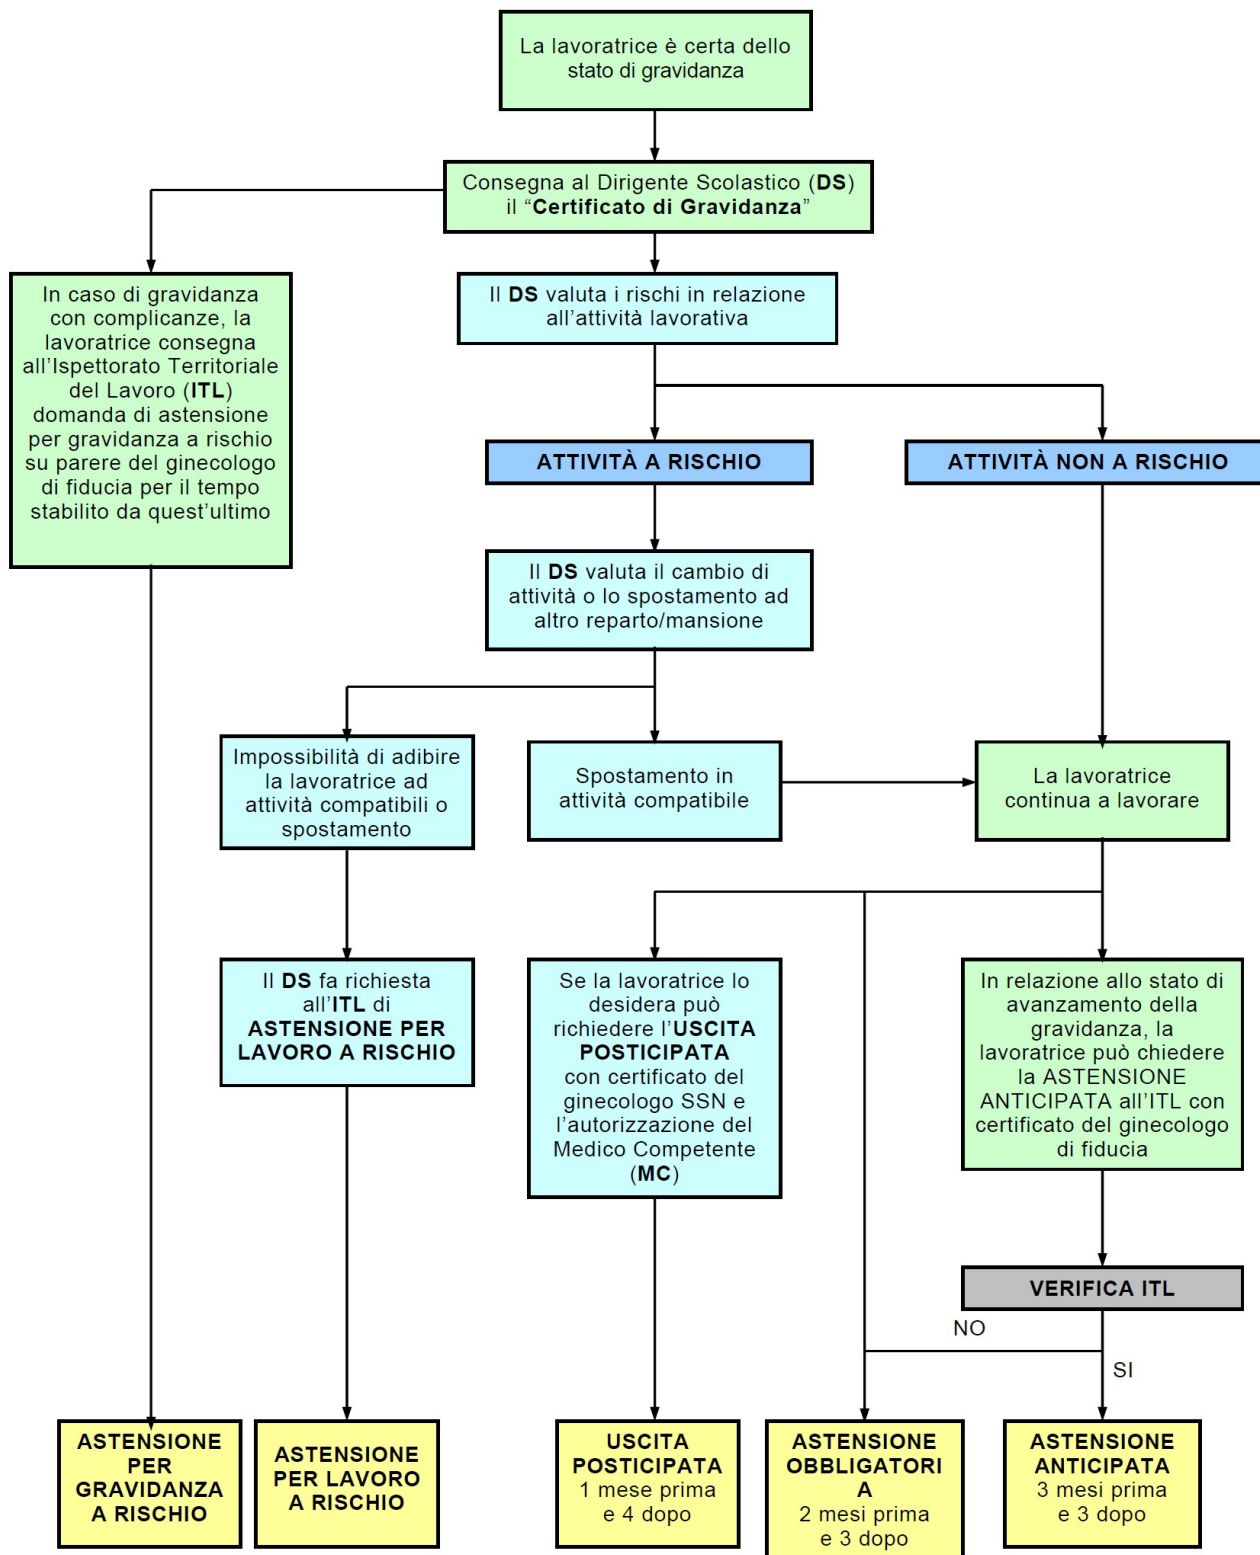 La lavoratrice è certa dello
stato di gravidanza
Consegna al Dirigente Scolastico (DS)
il “Certificato di Gravidanza”
In caso di gravidanza
con complicanze, la
lavoratrice consegna
all’Ispettorato Territoriale
del Lavoro (ITL)
domanda di astensione
per gravidanza a rischio
su parere del ginecologo
di fiducia per il tempo
stabilito da quest’ultimo
Il DS valuta i rischi in relazione
all’attività lavorativa
ATTIVITÀ A RISCHIO
ATTIVITÀ NON A RISCHIO
Il DS valuta il cambio di
attività o lo spostamento ad
altro reparto/mansione
Impossibilità di adibire
la lavoratrice ad
attività compatibili o
spostamento
Spostamento in
attività compatibile
La lavoratrice
continua a lavorare
Il DS fa richiesta
all’ITL di
ASTENSIONE PER
LAVORO A RISCHIO
Se la lavoratrice lo
desidera può
richiedere l’USCITA
POSTICIPATA
con certificato del
ginecologo SSN e
l’autorizzazione del
Medico Competente
(MC)
In relazione allo stato di
avanzamento della
gravidanza, la
lavoratrice può chiedere
la ASTENSIONE
ANTICIPATA all’ITL con
certificato del ginecologo
di fiducia
VERIFICA ITL
NO
SI
ASTENSIONE
PER
GRAVIDANZA
A RISCHIO
ASTENSIONE
PER LAVORO
A RISCHIO
USCITA
POSTICIPATA
1 mese prima
e 4 dopo
ASTENSIONE
OBBLIGATORI
A
2 mesi prima
e 3 dopo
ASTENSIONE
ANTICIPATA
3 mesi prima
e 3 dopo